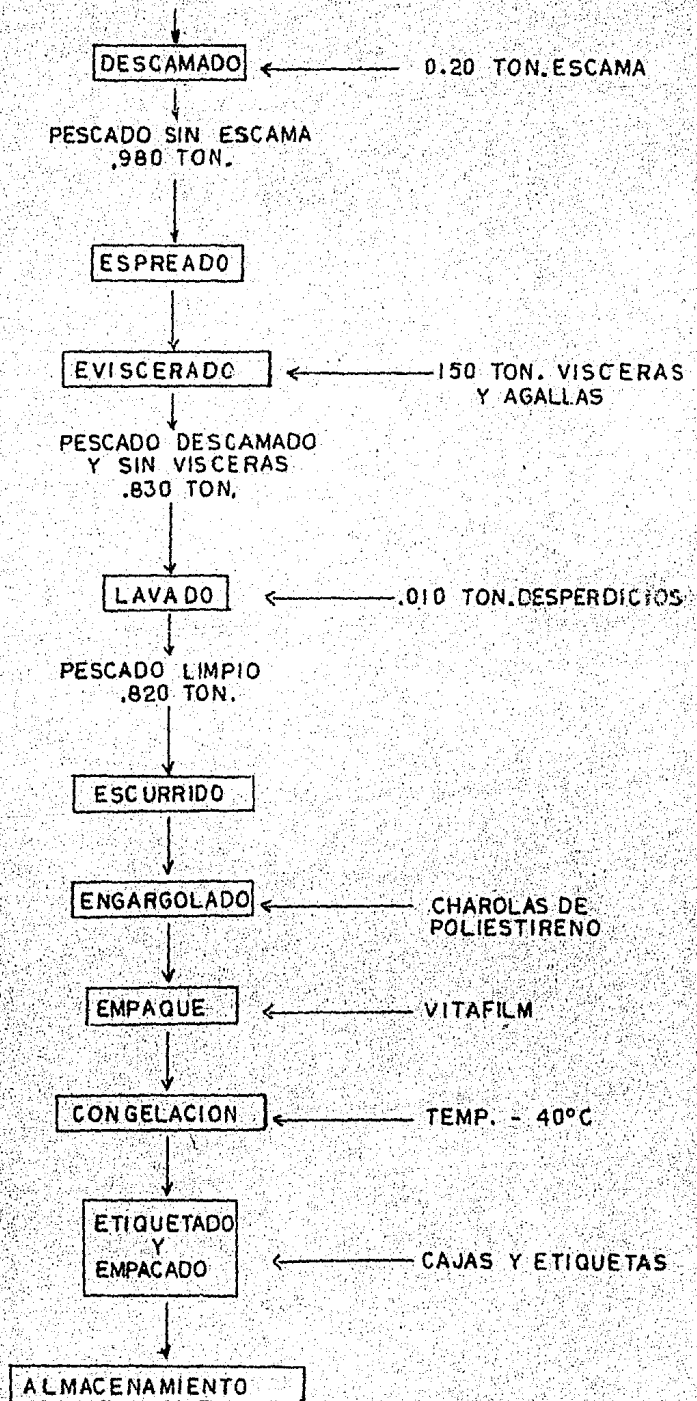 DESCAMADO
0.20 TON. ESCAMA
PESCADO SIN ESCAMA
.980 TON.
ESPREADO
EVISCERADO
150 TON. VISCERAS
Y AGALLAS
PESCADO DESCAMADO
Y SIN VISCERAS
.830 TON.
LAVADO
.010 TON. DESPERDICIOS
PESCADO LIMPIO
.820 TON.
ESCURRIDO
ENGARGOLADO
CHAROLAS DE
POLIESTIRENO
EMPAQUE
VITAFILM
CONGELACION
TEMP. - 40°C
ETIQUETADO
Y
EMPACADO
CAJAS Y ETIQUETAS
ALMACENAMIENTO